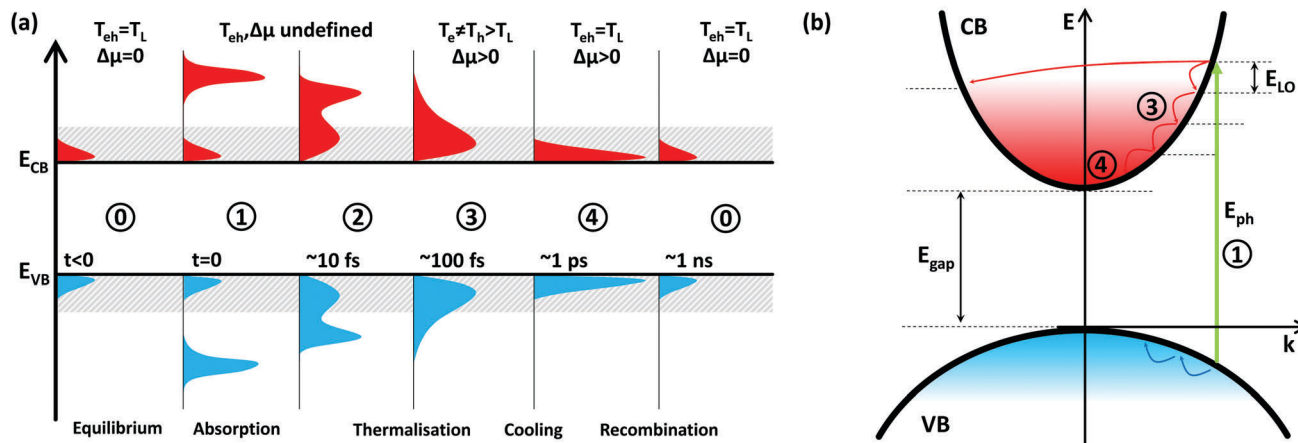 (a)
T_eh=T_L
Δμ=0
T_eh,Δμ undefined
T_e≠T_h>T_L
Δμ>0
T_eh=T_L
Δμ>0
T_eh=T_L
Δμ=0
E_CB
⓪ ① ② ③ ④ ⓪
E_VB
t<0 t=0 ~10 fs ~100 fs ~1 ps ~1 ns
Equilibrium Absorption Thermalisation Cooling Recombination
(b)
CB
E
E_LO
③
④
E_ph
E_gap
①
k
VB